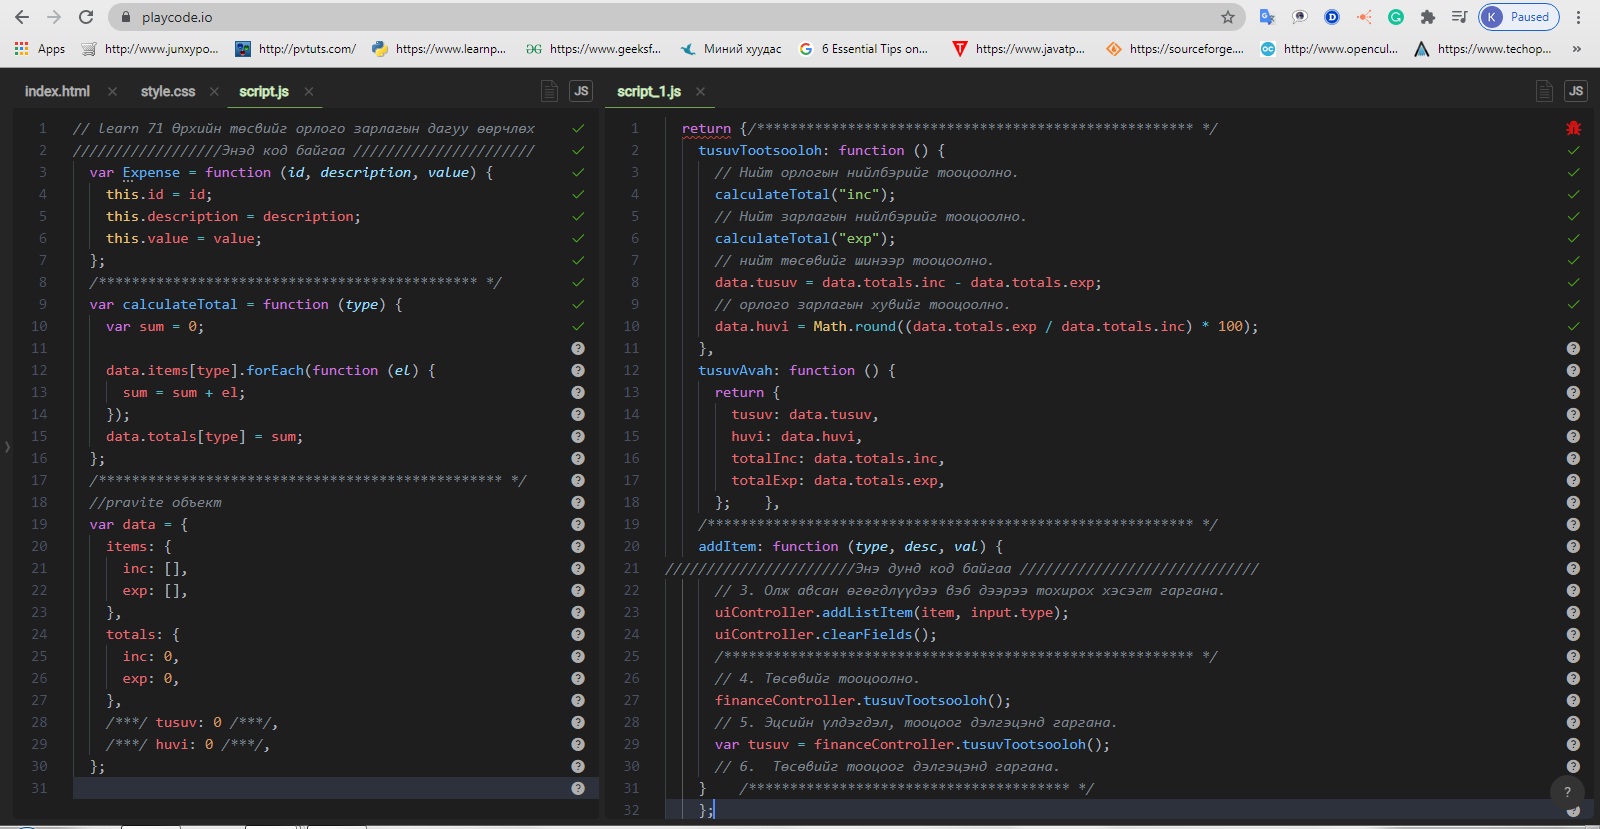 playcode.io
Paused
K
Apps
http://www.junxypo...
http://pvtuts.com/
https://www.learnp...
https://www.geeksf...
Миний хуудас
6 Essential Tips on...
https://www.javatp...
https://sourceforge....
http://www.opencul...
https://www.techop...
»
index.html
style.css
script.js
JS
1 // learn 71 Өрхийн төсвийг орлого зарлагын дагуу өөрчлөх
2 //////////////////Энэд код байгаа //////////////////////
3 var Expense = function (id, description, value) {
4 this.id = id;
5 this.description = description;
6 this.value = value;
7 };
8 /********************************************** */
9 var calculateTotal = function (type) {
10 var sum = 0;
11
12 data.items[type].forEach(function (el) {
13 sum = sum + el;
14 });
15 data.totals[type] = sum;
16 };
17 /************************************************* */
18 //pravite объект
19 var data = {
20 items: {
21 inc: [],
22 exp: [],
23 },
24 totals: {
25 inc: 0,
26 exp: 0,
27 },
28 /***/ tusuv: 0 /***/,
29 /***/ huvi: 0 /***/,
30 };
31
script_1.js
JS
1 return {/***************************************************** */
2 tusuvTootsooloh: function () {
3 // Нийт орлогын нийлбэрийг тооцоолно.
4 calculateTotal("inc");
5 // Нийт зарлагын нийлбэрийг тооцоолно.
6 calculateTotal("exp");
7 // нийт төсөвийг шинээр тооцоолно.
8 data.tusuv = data.totals.inc - data.totals.exp;
9 // орлого зарлагын хувийг тооцоолно.
10 data.huvi = Math.round((data.totals.exp / data.totals.inc) * 100);
11 },
12 tusuvAvah: function () {
13 return {
14 tusuv: data.tusuv,
15 huvi: data.huvi,
16 totalInc: data.totals.inc,
17 totalExp: data.totals.exp,
18 }; },
19 /*********************************************************** */
20 addItem: function (type, desc, val) {
21 ///////////////////////Энэ дунд код байгаа /////////////////////////////
22 // 3. Олж авсан өгөгдлүүдээ вэб дээрээ тохирох хэсэгт гаргана.
23 uiController.addListItem(item, input.type);
24 uiController.clearFields();
25 /********************************************************* */
26 // 4. Төсөвийг тооцоолно.
27 financeController.tusuvTootsooloh();
28 // 5. Эцсийн үлдэгдэл, тооцоог дэлгэцэнд гаргана.
29 var tusuv = financeController.tusuvTootsooloh();
30 // 6. Төсөвийг тооцоог дэлгэцэнд гаргана.
31 } /*************************************** */
32 };
?